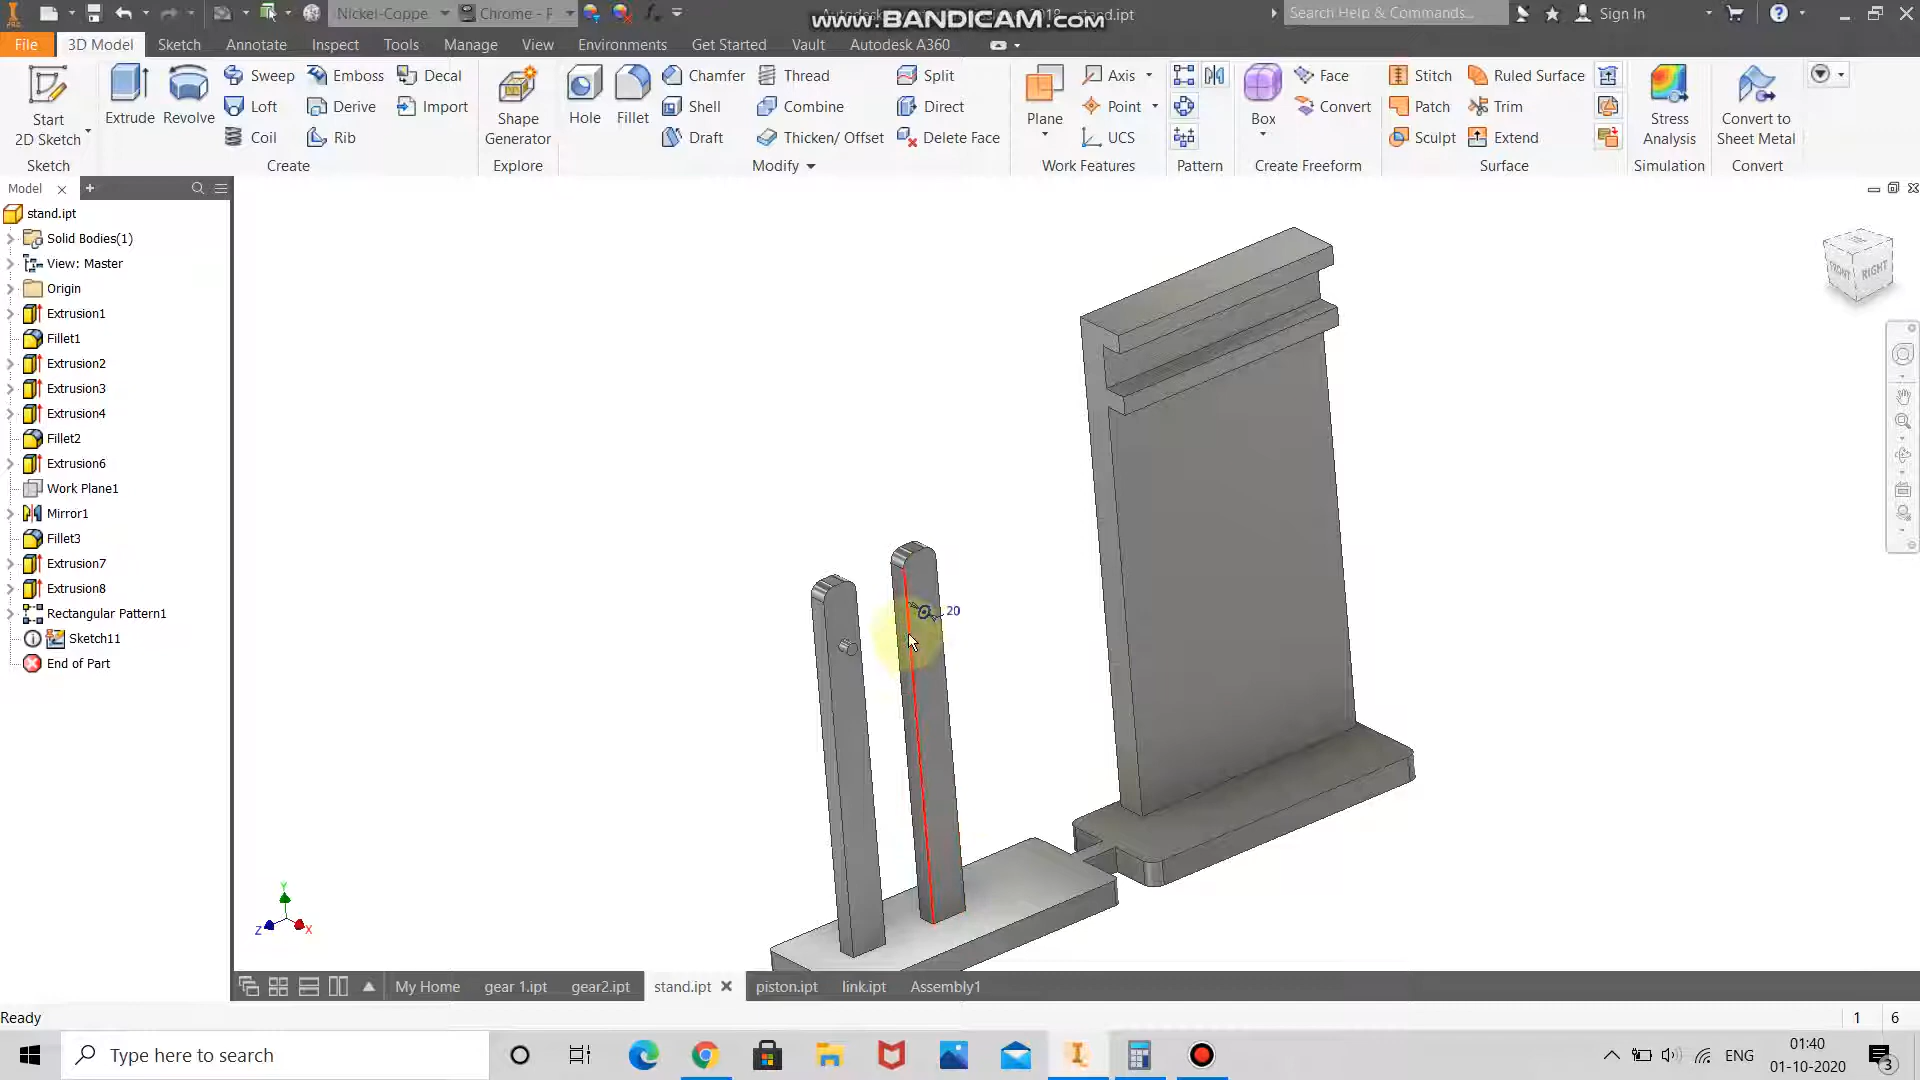 Nickel-Coppe
Chrome - P
www.BANDICAM.com
2018
stand.ipt
Search Help & Commands...
Sign In
File
3D Model
Sketch
Annotate
Inspect
Tools
Manage
View
Environments
Get Started
Vault
Autodesk A360
Start
2D Sketch
Extrude
Revolve
Sweep
Loft
Coil
Emboss
Derive
Rib
Decal
Import
Shape
Generator
Hole
Fillet
Chamfer
Shell
Draft
Thread
Combine
Thicken/ Offset
Split
Direct
Delete Face
Plane
Axis
Point
UCS
Box
Face
Convert
Stitch
Patch
Sculpt
Ruled Surface
Trim
Extend
Stress
Analysis
Convert to
Sheet Metal
Sketch
Create
Explore
Modify
Work Features
Pattern
Create Freeform
Surface
Simulation
Convert
Model
stand.ipt
Solid Bodies(1)
View: Master
Origin
Extrusion1
Fillet1
Extrusion2
Extrusion3
Extrusion4
Fillet2
Extrusion6
Work Plane1
Mirror1
Fillet3
Extrusion7
Extrusion8
Rectangular Pattern1
Sketch11
End of Part
FRONT
RIGHT
20
Y
Z
X
My Home
gear 1.ipt
gear2.ipt
stand.ipt
piston.ipt
link.ipt
Assembly1
Ready
1
6
Type here to search
ENG
01:40
01-10-2020
3